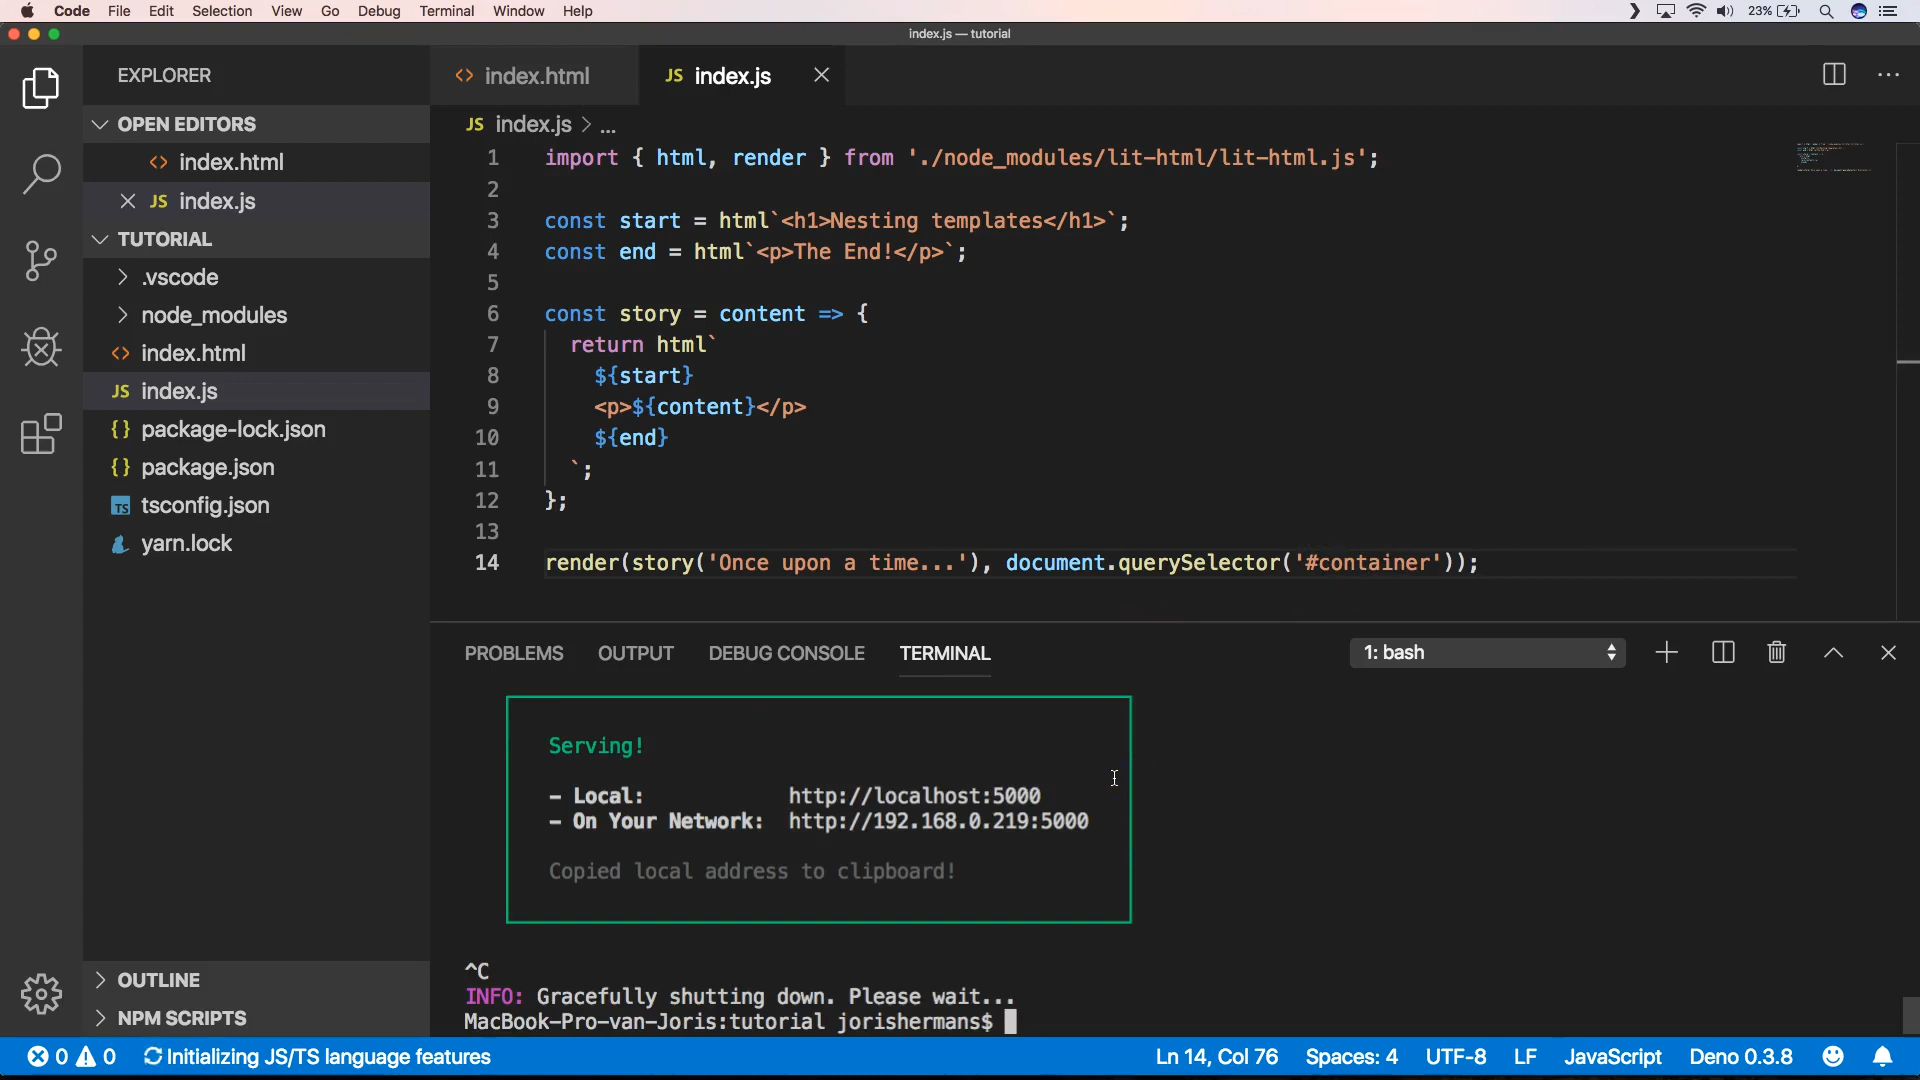 Code File Edit Selection View Go Debug Terminal Window Help 23%
index.js — tutorial
EXPLORER
OPEN EDITORS
index.html
JS index.js
TUTORIAL
.vscode
node_modules
index.html
JS index.js
{} package-lock.json
{} package.json
TS tsconfig.json
yarn.lock
OUTLINE
NPM SCRIPTS
<> index.html JS index.js
JS index.js > ...
1 import { html, render } from './node_modules/lit-html/lit-html.js';
2
3 const start = html`<h1>Nesting templates</h1>`;
4 const end = html`<p>The End!</p>`;
5
6 const story = content => {
7 return html`
8 ${start}
9 <p>${content}</p>
10 ${end}
11 `;
12 };
13
14 render(story('Once upon a time...'), document.querySelector('#container'));
PROBLEMS OUTPUT DEBUG CONSOLE TERMINAL 1: bash
Serving!
– Local: http://localhost:5000
– On Your Network: http://192.168.0.219:5000
Copied local address to clipboard!
^C
INFO: Gracefully shutting down. Please wait...
MacBook-Pro-van-Joris:tutorial jorishermans$
0 0 Initializing JS/TS language features Ln 14, Col 76 Spaces: 4 UTF-8 LF JavaScript Deno 0.3.8